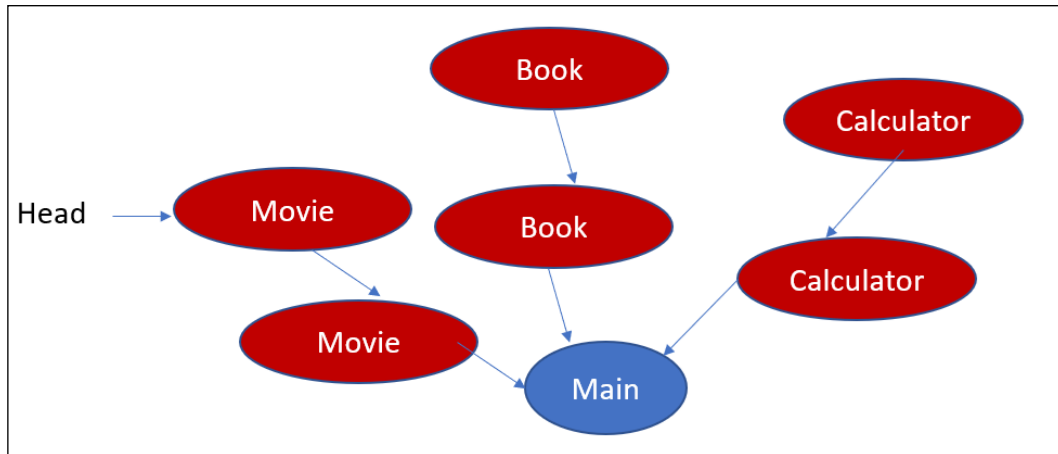 Book
Calculator
Head
Movie
Book
Calculator
Movie
Main